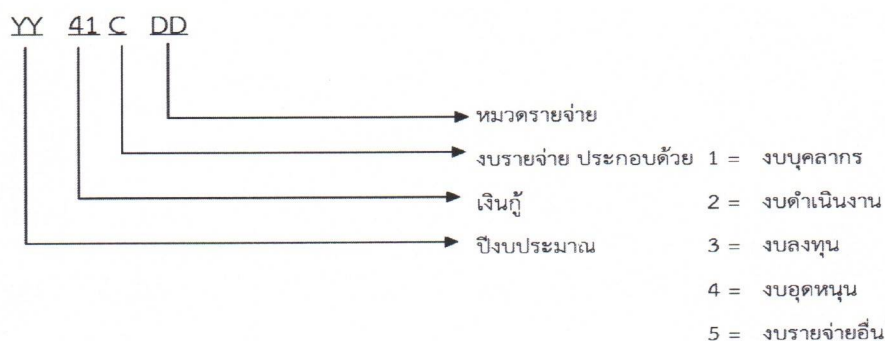 YY 41 C DD
หมวดรายจ่าย
งบรายจ่าย ประกอบด้วย 1 = งบบุคลากร
เงินกู้ 2 = งบดำเนินงาน
ปีงบประมาณ 3 = งบลงทุน
4 = งบอุดหนุน
5 = งบรายจ่ายอื่น